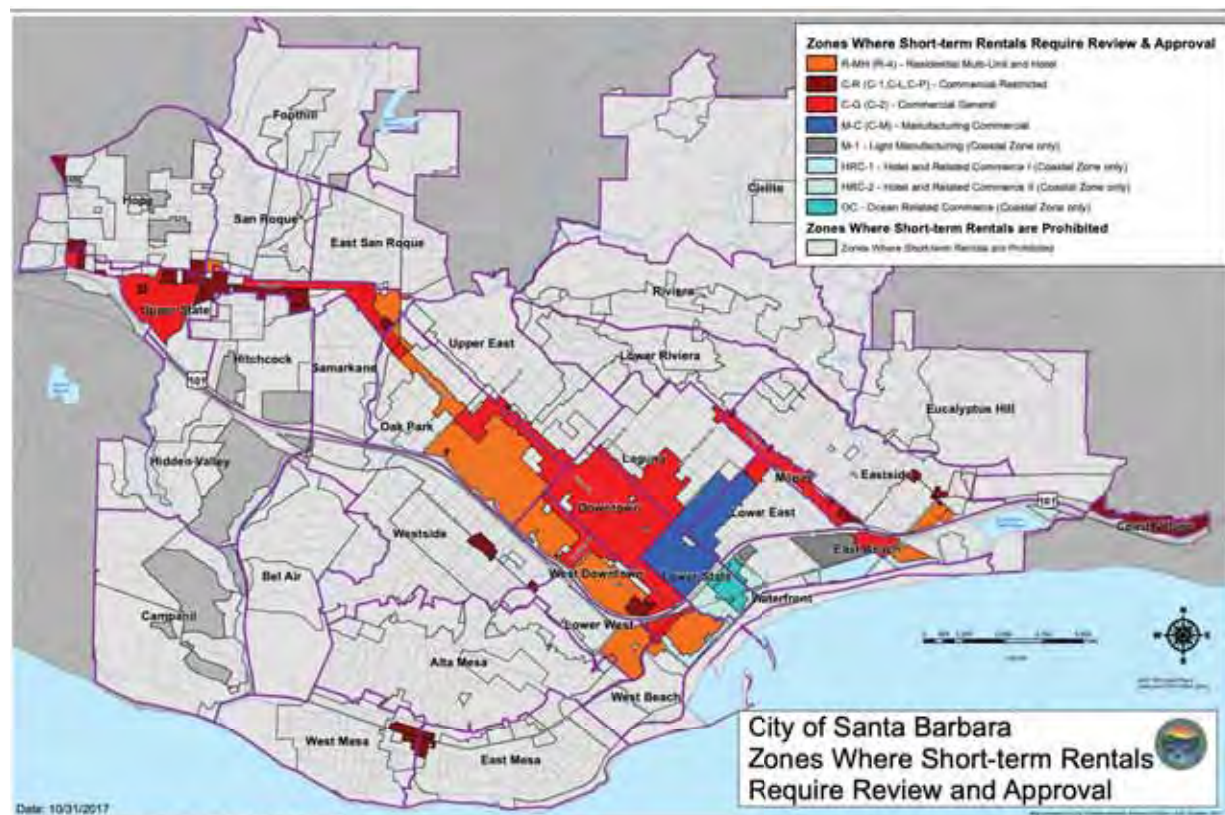 Zones Where Short-term Rentals Require Review & Approval
R-MH (R-4) - Residential Multi-Unit and Hotel
C-R (C-1,C-L,C-P) - Commercial Restricted
C-G (C-2) - Commercial General
M-C (C-M) - Manufacturing Commercial
M-1 - Light Manufacturing (Coastal Zone only)
HRC-1 - Hotel and Related Commerce I (Coastal Zone only)
HRC-2 - Hotel and Related Commerce II (Coastal Zone only)
OC - Ocean Related Commerce (Coastal Zone only)
Zones Where Short-term Rentals are Prohibited
Zones Where Short-term Rentals are Prohibited
Foothill
Cielito
Hope
San Roque
East San Roque
Riviera
Upper State
Upper East
Lower Riviera
Hitchcock
Samarkand
101
Eucalyptus Hill
Oak Park
Hidden Valley
Laguna
Eastside
Milpas
Downtown
Lower East
101
Coast Village
Westside
East Beach
Bel Air
West Downtown
Lower State
Waterfront
Campanil
Lower West
Alta Mesa
West Beach
West Mesa
East Mesa
N
W E
S
City of Santa Barbara
Zones Where Short-term Rentals
Require Review and Approval
Date: 10/31/2017